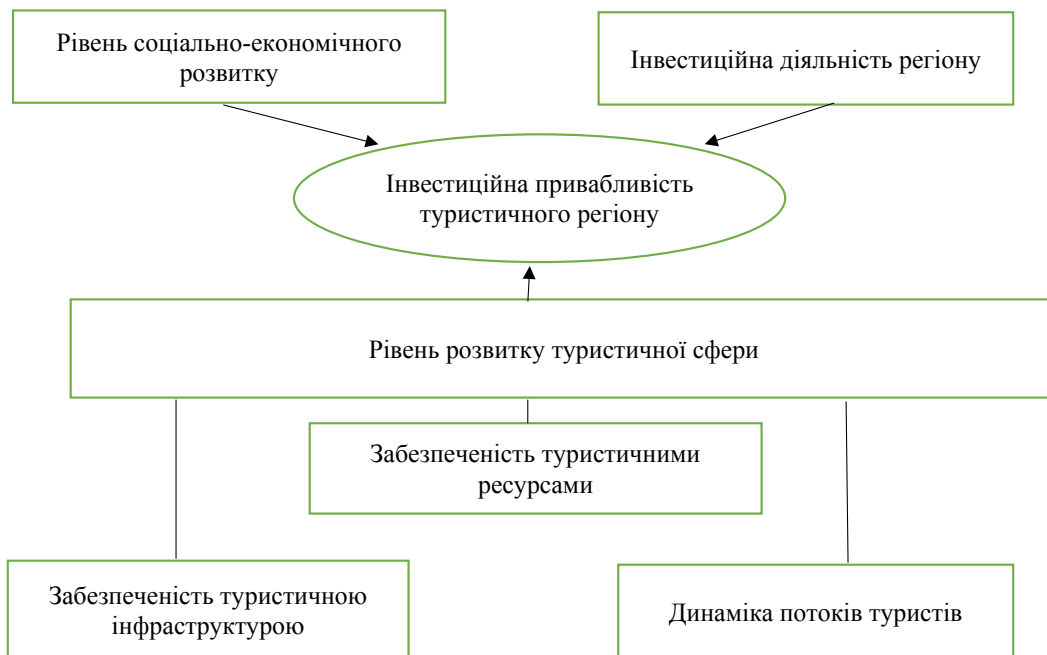 Рівень соціально-економічного
розвитку
Інвестиційна діяльність регіону
Інвестиційна привабливість
туристичного регіону
Рівень розвитку туристичної сфери
Забезпеченість туристичними
ресурсами
Забезпеченість туристичною
інфраструктурою
Динаміка потоків туристів